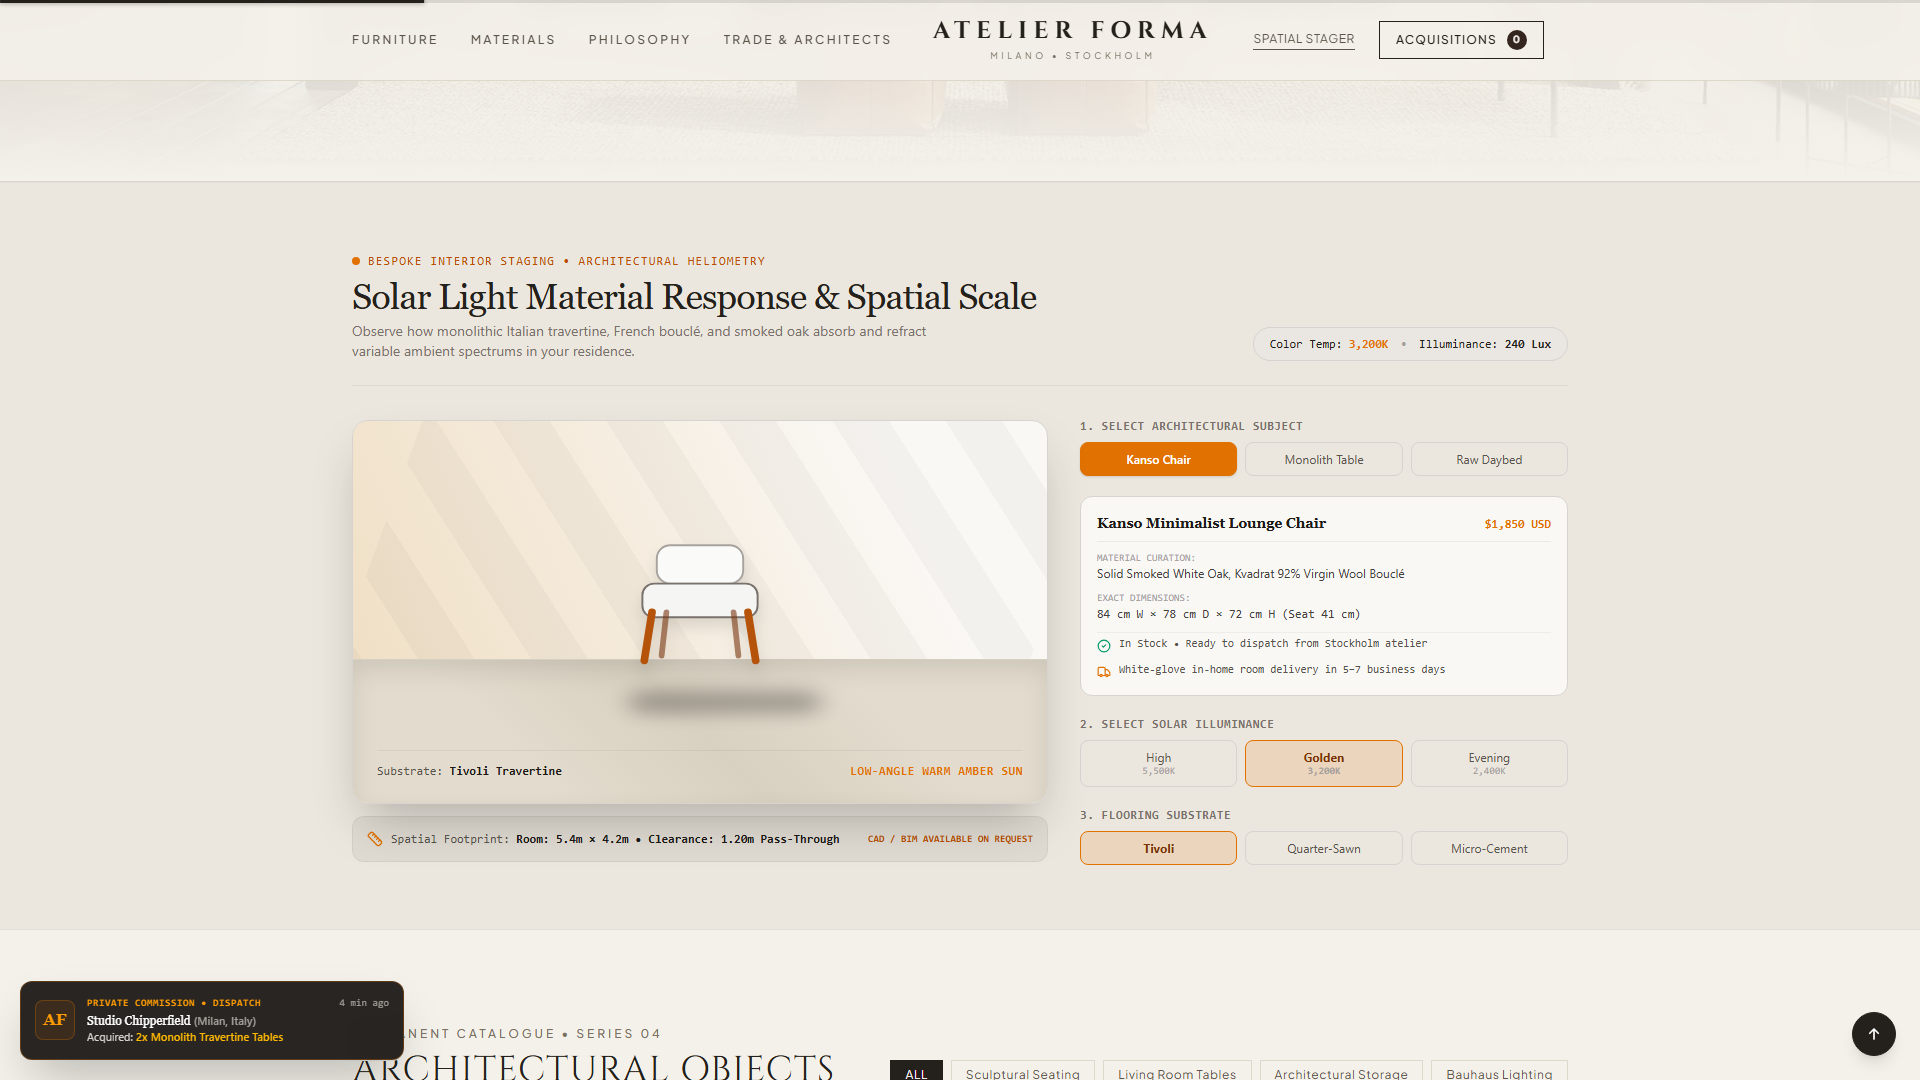 FURNITURE
MATERIALS
PHILOSOPHY
TRADE & ARCHITECTS
ATELIER FORMA
MILANO • STOCKHOLM
SPATIAL STAGER
ACQUISITIONS 0
BESPOKE INTERIOR STAGING • ARCHITECTURAL HELIOMETRY
Solar Light Material Response & Spatial Scale
Observe how monolithic Italian travertine, French bouclé, and smoked oak absorb and refract
variable ambient spectrums in your residence.
Color Temp: 3,200K • Illuminance: 240 Lux
Substrate: Tivoli Travertine
LOW-ANGLE WARM AMBER SUN
Spatial Footprint: Room: 5.4m × 4.2m • Clearance: 1.20m Pass-Through
CAD / BIM AVAILABLE ON REQUEST
1. SELECT ARCHITECTURAL SUBJECT
Kanso Chair
Monolith Table
Raw Daybed
Kanso Minimalist Lounge Chair
$1,850 USD
MATERIAL CURATION:
Solid Smoked White Oak, Kvadrat 92% Virgin Wool Bouclé
EXACT DIMENSIONS:
84 cm W × 78 cm D × 72 cm H (Seat 41 cm)
In Stock • Ready to dispatch from Stockholm atelier
White-glove in-home room delivery in 5–7 business days
2. SELECT SOLAR ILLUMINANCE
High
5,500K
Golden
3,200K
Evening
2,400K
3. FLOORING SUBSTRATE
Tivoli
Quarter-Sawn
Micro-Cement
AF
PRIVATE COMMISSION • DISPATCH
4 min ago
Studio Chipperfield (Milan, Italy)
Acquired: 2x Monolith Travertine Tables
NENT CATALOGUE • SERIES 04
ARCHITECTURAL OBJECTS
ALL
Sculptural Seating
Living Room Tables
Architectural Storage
Bauhaus Lighting